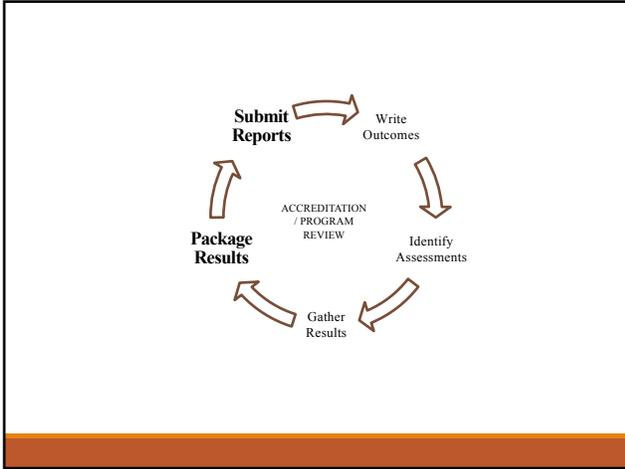 Submit
Reports
Write
Outcomes
ACCREDITATION
/ PROGRAM
REVIEW
Package
Results
Identify
Assessments
Gather
Results